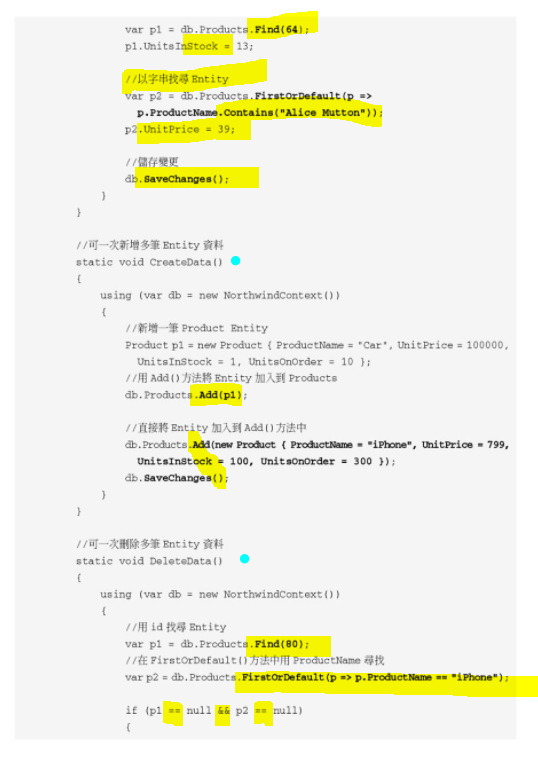 var p1 = db.Products.Find(64);
p1.UnitsInStock = 13;
//以字串找尋 Entity
var p2 = db.Products.FirstOrDefault(p =>
p.ProductName.Contains("Alice Mutton"));
p2.UnitPrice = 39;
//儲存變更
db.SaveChanges();
}
}
//可一次新增多筆 Entity 資料
static void CreateData()
{
using (var db = new NorthwindContext())
{
//新增一筆 Product Entity
Product p1 = new Product { ProductName = "Car", UnitPrice = 100000,
UnitsInStock = 1, UnitsOnOrder = 10 };
//用 Add()方法將 Entity 加入到 Products
db.Products.Add(p1);
//直接將 Entity 加入到 Add()方法中
db.Products.Add(new Product { ProductName = "iPhone", UnitPrice = 799,
UnitsInStock = 100, UnitsOnOrder = 300 });
db.SaveChanges();
}
}
//可一次刪除多筆 Entity 資料
static void DeleteData()
{
using (var db = new NorthwindContext())
{
//用 id 找尋 Entity
var p1 = db.Products.Find(80);
//在 FirstOrDefault()方法中用 ProductName 尋找
var p2 = db.Products.FirstOrDefault(p => p.ProductName == "iPhone");
if (p1 == null && p2 == null)
{